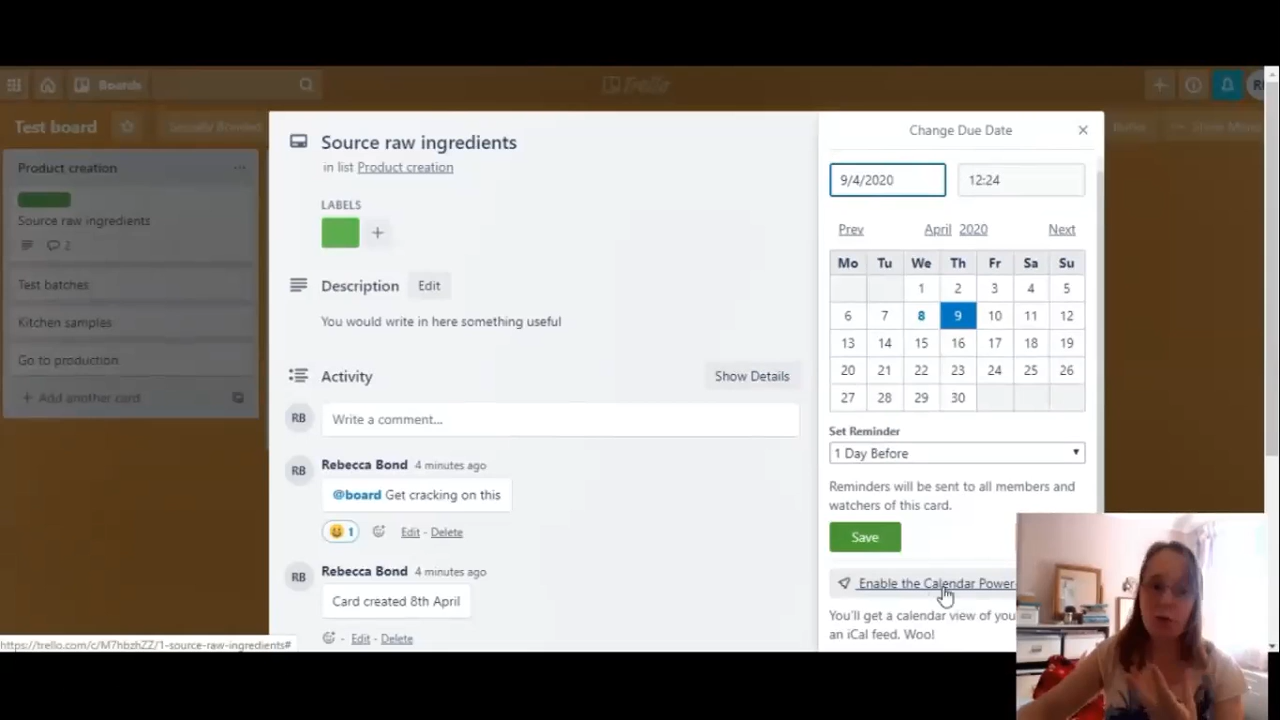 Boards
Trello
Test board
Socially Branded
Show Menu
Product creation
Source raw ingredients
2
Test batches
Kitchen samples
Go to production
+ Add another card
Source raw ingredients
in list Product creation
LABELS
+
Description Edit
You would write in here something useful
Activity Show Details
RB Write a comment...
RB Rebecca Bond 4 minutes ago
@board Get cracking on this
1 Edit - Delete
RB Rebecca Bond 4 minutes ago
Card created 8th April
- Edit - Delete
Change Due Date
9/4/2020 12:24
Prev April 2020 Next
Mo Tu We Th Fr Sa Su
1 2 3 4 5
6 7 8 9 10 11 12
13 14 15 16 17 18 19
20 21 22 23 24 25 26
27 28 29 30
Set Reminder
1 Day Before
Reminders will be sent to all members and
watchers of this card.
Save
Enable the Calendar Power
You'll get a calendar view of you
an iCal feed. Woo!
https://trello.com/c/M7hbzhZZ/1-source-raw-ingredients#